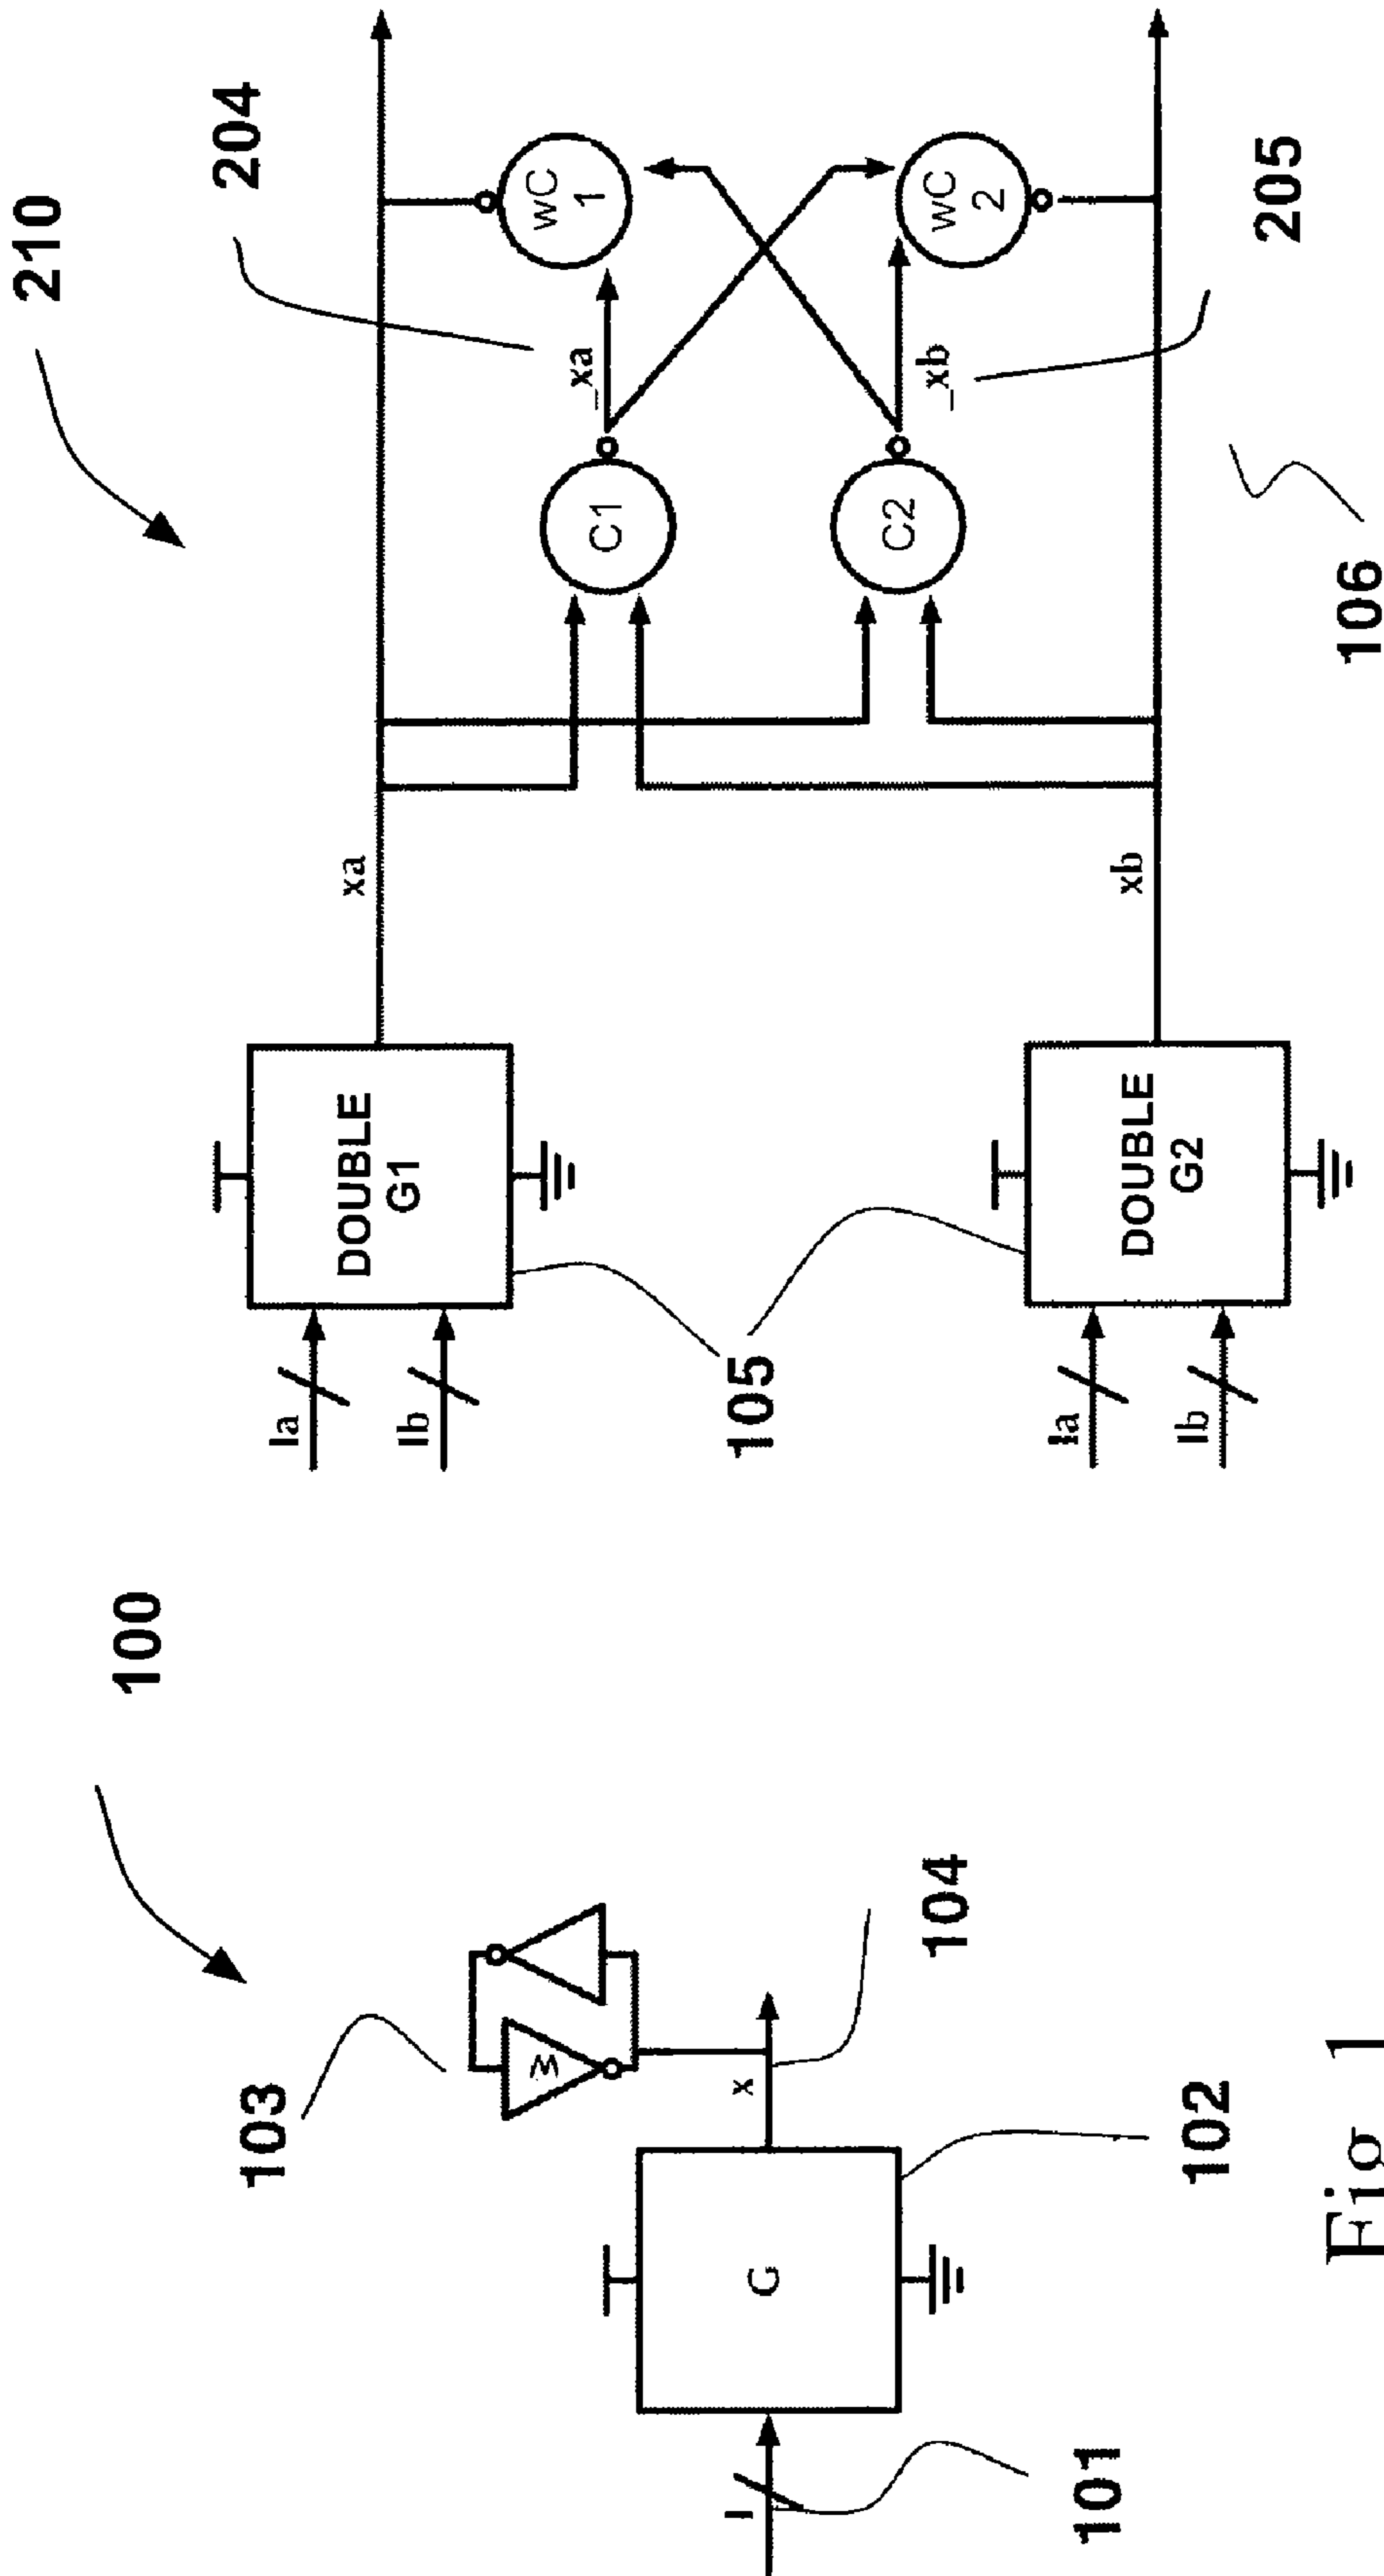 100
103
w
G
I
x
101
102
104
210
204
Ia
Ib
DOUBLE
G1
xa
C1
_xa
wC
1
105
Ia
Ib
DOUBLE
G2
xb
C2
_xb
wC
2
205
106
Fig. 1